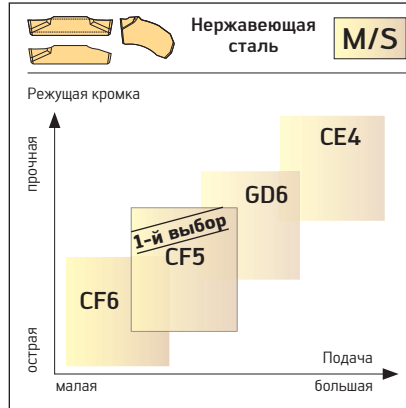 Нержавеющая
сталь
M/S
Режущая кромка
прочная
CE4
GD6
1-й выбор
CF5
CF6
острая
Подача
малая
большая